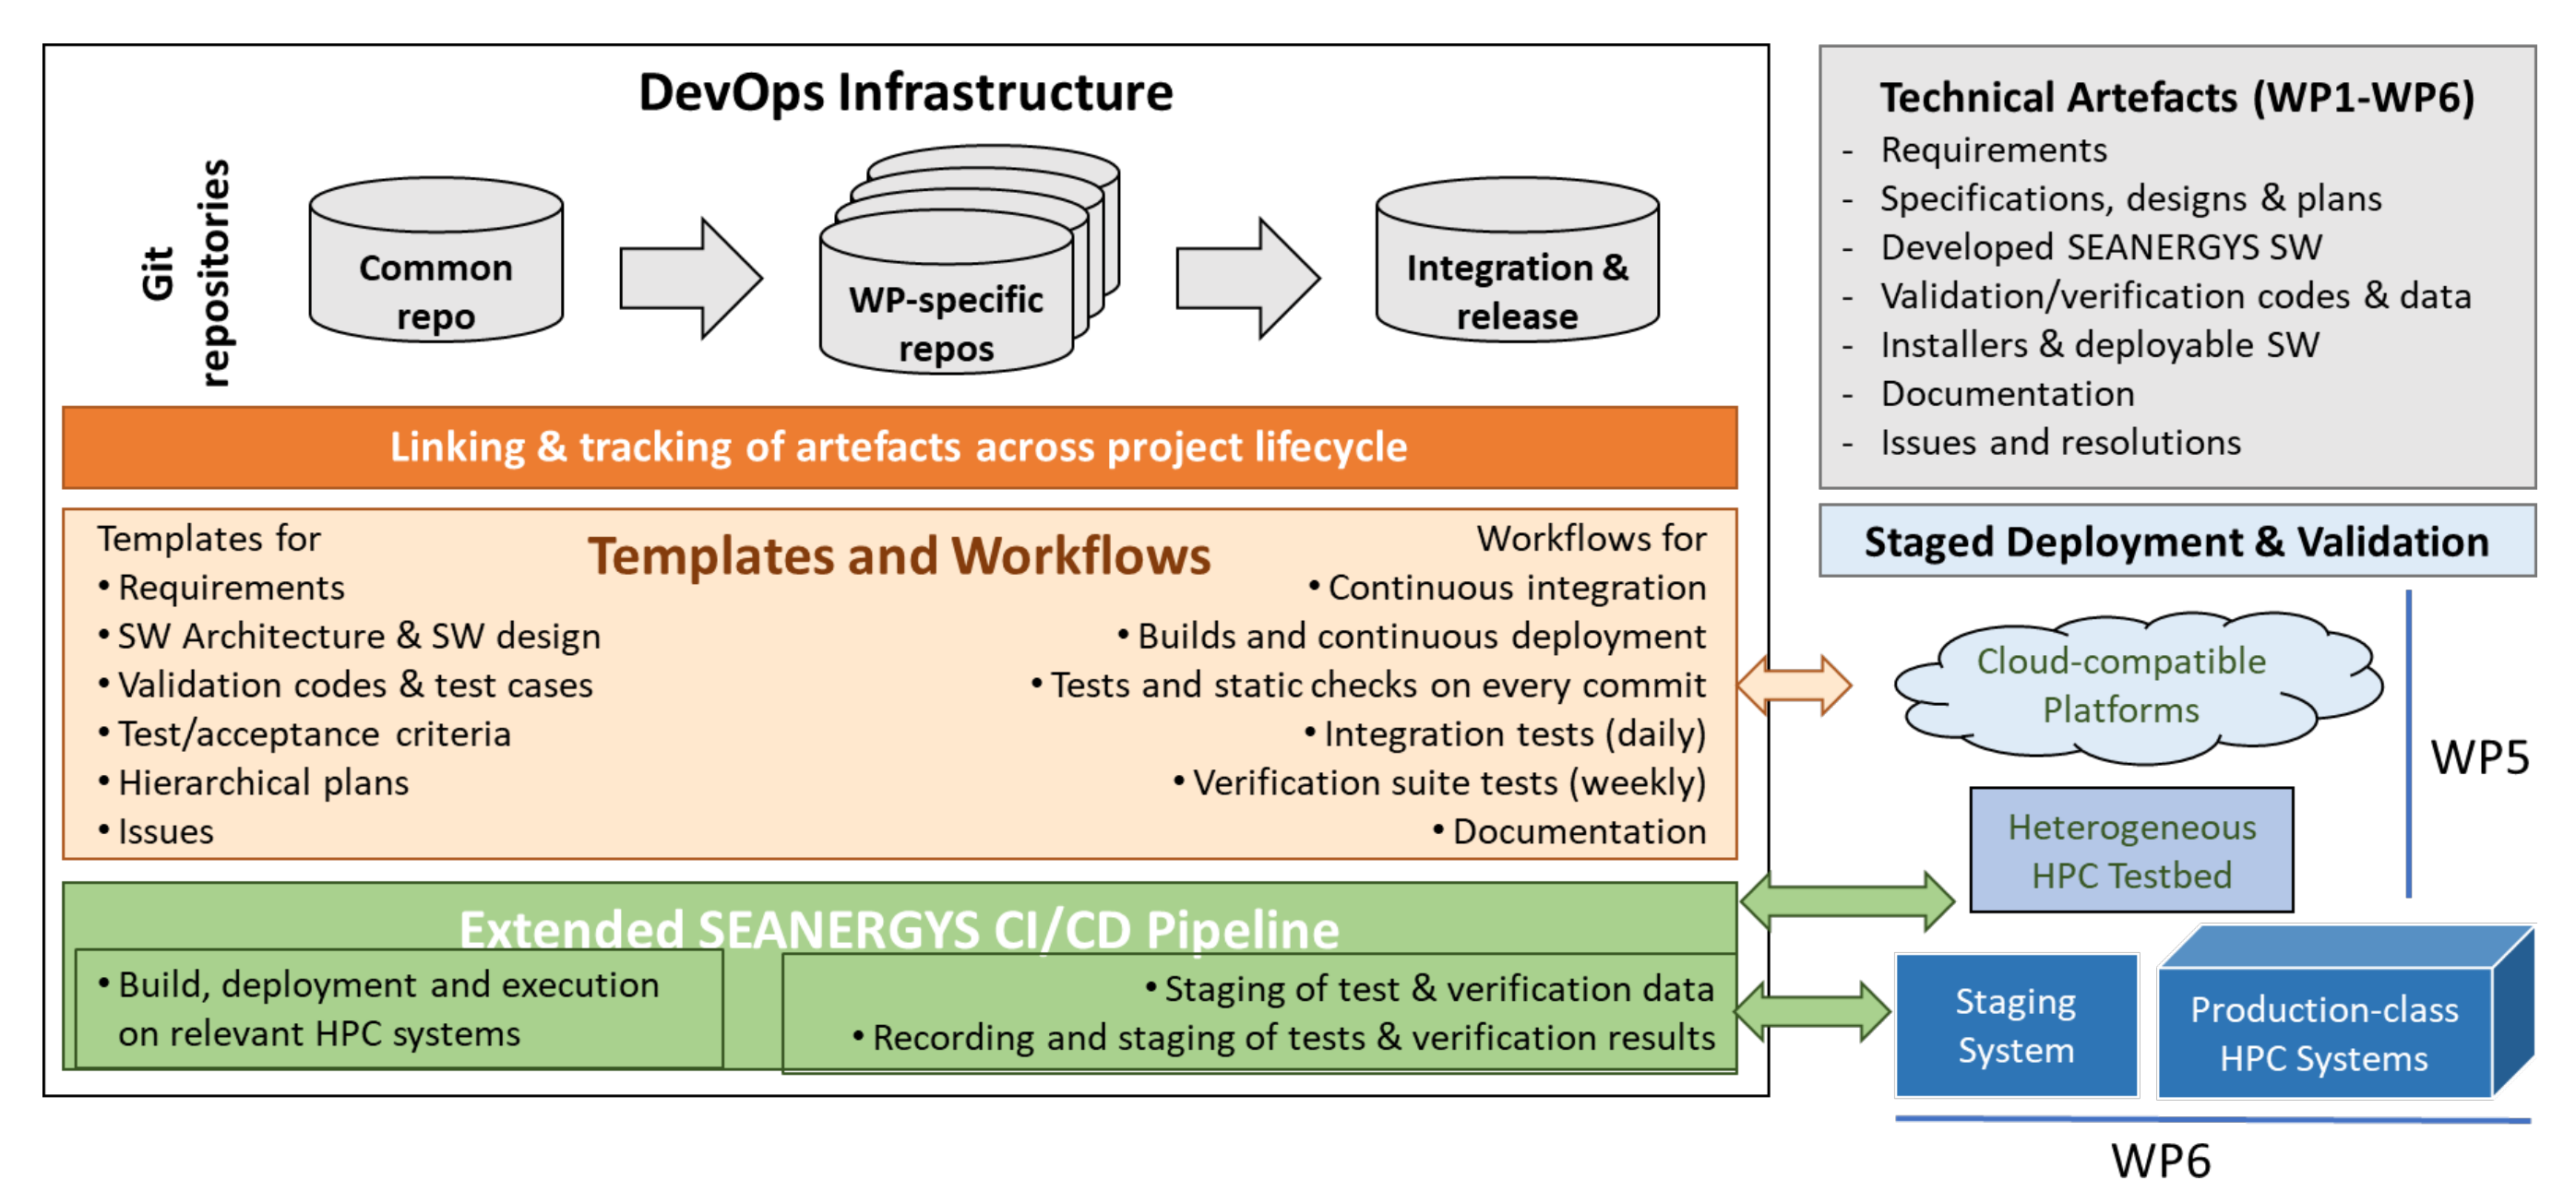 DevOps Infrastructure
Git
repositories
Common
repo
WP-specific
repos
Integration &
release
Linking & tracking of artefacts across project lifecycle
Templates and Workflows
Templates for
• Requirements
• SW Architecture & SW design
• Validation codes & test cases
• Test/acceptance criteria
• Hierarchical plans
• Issues
Workflows for
• Continuous integration
• Builds and continuous deployment
• Tests and static checks on every commit
• Integration tests (daily)
• Verification suite tests (weekly)
• Documentation
Extended SEANERGYS CI/CD Pipeline
• Build, deployment and execution
on relevant HPC systems
• Staging of test & verification data
• Recording and staging of tests & verification results
Technical Artefacts (WP1-WP6)
- Requirements
- Specifications, designs & plans
- Developed SEANERGYS SW
- Validation/verification codes & data
- Installers & deployable SW
- Documentation
- Issues and resolutions
Staged Deployment & Validation
Cloud-compatible
Platforms
WP5
Heterogeneous
HPC Testbed
Staging
System
Production-class
HPC Systems
WP6